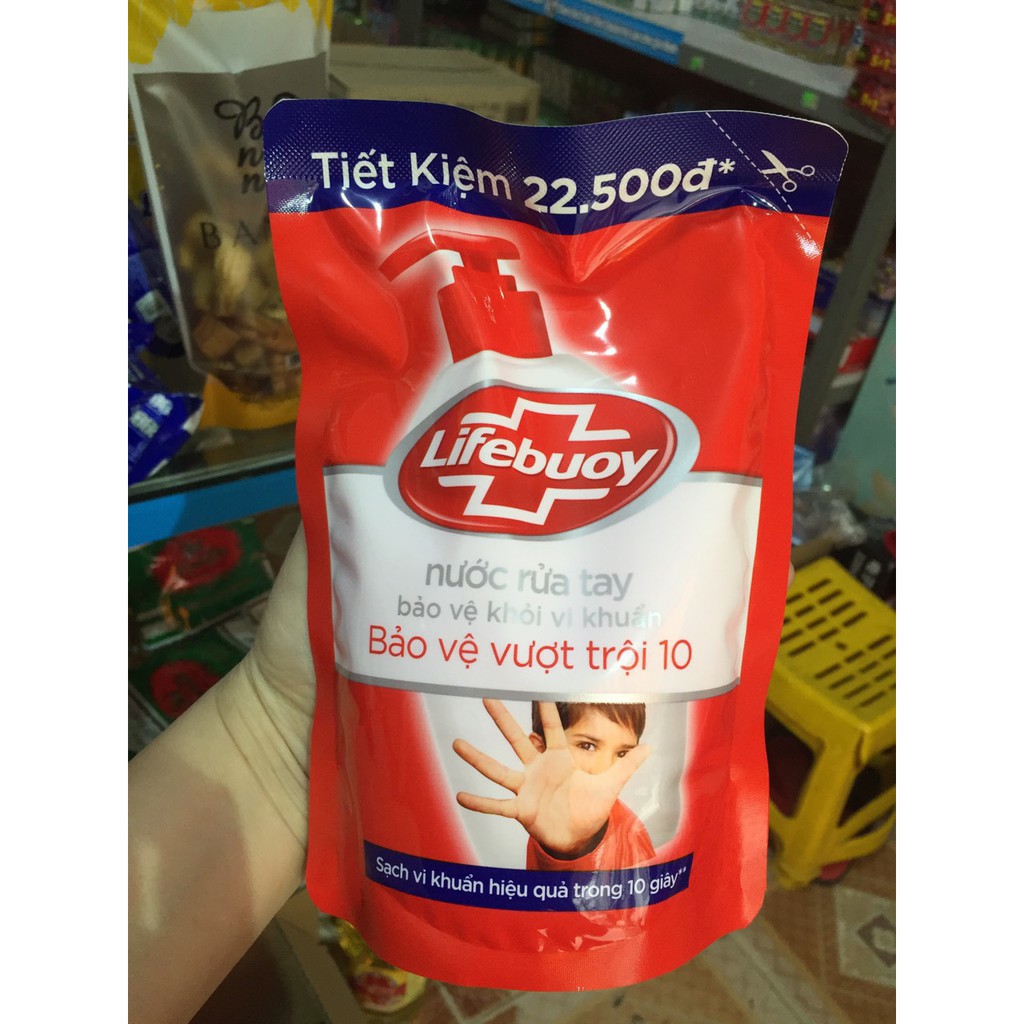 Tiết Kiệm 22.500đ*
Lifebuoy
nước rửa tay
bảo vệ khỏi vi khuẩn
Bảo vệ vượt trội 10
Sạch vi khuẩn hiệu quả trong 10 giây**